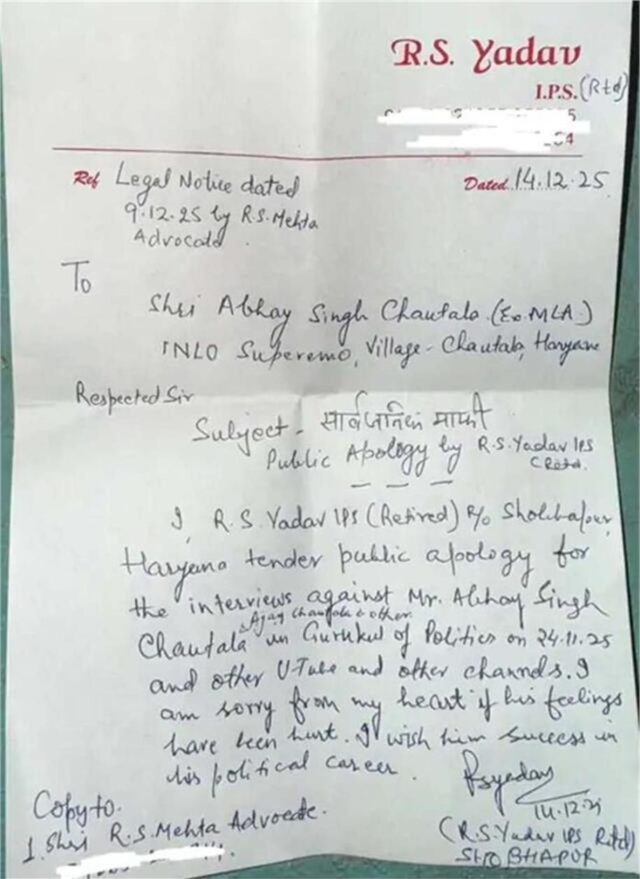 R.S. Yadav
I.P.S. (Rtd)
Ref Legal Notice dated
9.12.25 by R.S. Mehta
Advocate
Dated 14.12.25
To
Shri Abhay Singh Chautala (Ex. MLA)
INLO Superemo, Village - Chautala, Haryana
Respected Sir
Subject - सार्वजनिक माफी
Public Apology by R.S. Yadav IPS
(Retd.
I, R.S. Yadav IPS (Retired) R/o
Haryana tender public apology for
the interviews against Mr. Abhay Singh
Ajay Chautala & other
Chautala in Gurukul of Politics on 24.11.25
and other U-Tube and other channels. I
am sorry from my heart if his feelings
have been hurt. I wish him success in
his political career.
Rsyadav
14.12.25
(R.S. Yadav IPS Retd)
SHOBHAPUR
Copy to.
1. Shri R.S. Mehta Advocate.